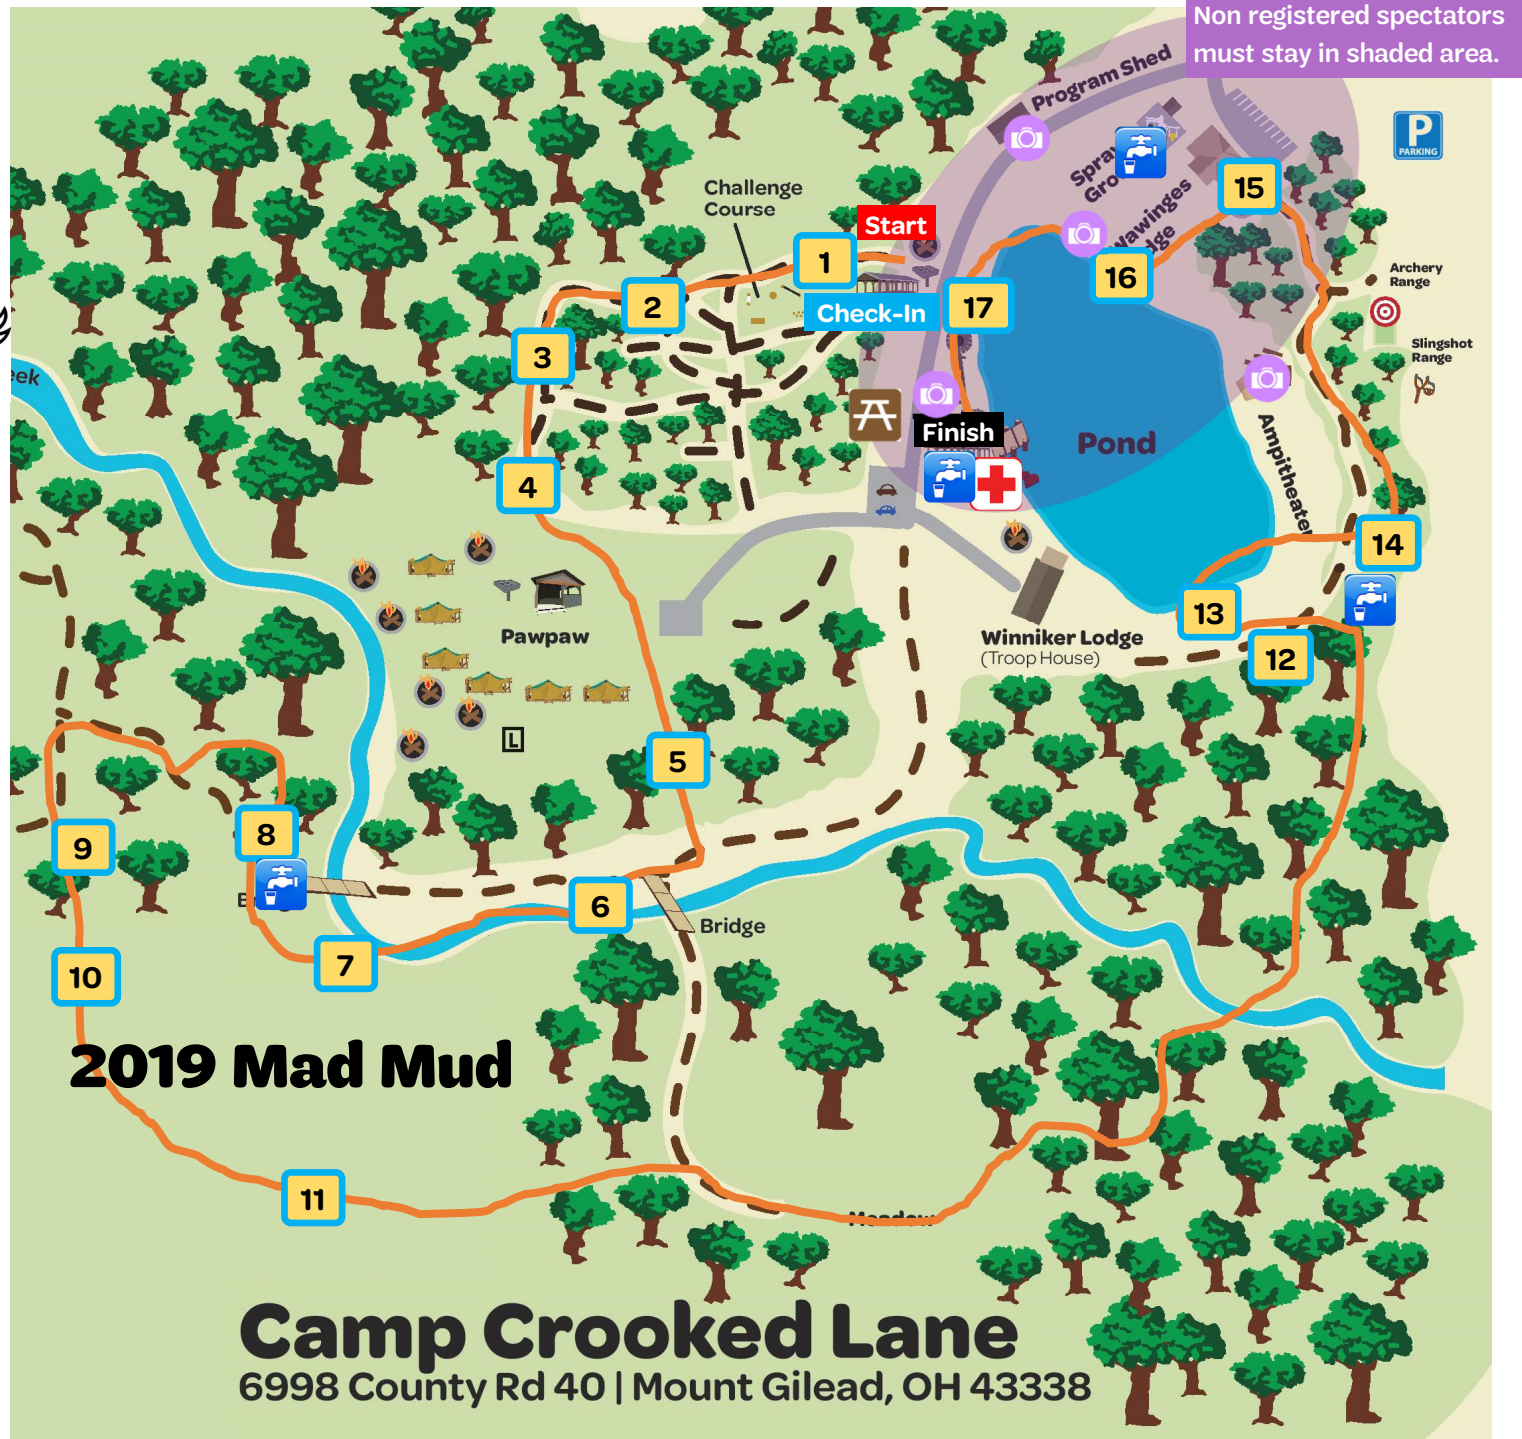 Non registered spectators
must stay in shaded area.
Program Shed
P
PARKING
Challenge
Course
Start
15
1
16
Archery
Range
2
Check-In
17
3
Slingshot
Range
Finish
Pond
Ampitheater
4
14
13
Pawpaw
Winniker Lodge
(Troop House)
12
L
5
8
9
6
Bridge
7
10
2019 Mad Mud
11
Meadow
Camp Crooked Lane
6998 County Rd 40 | Mount Gilead, OH 43338